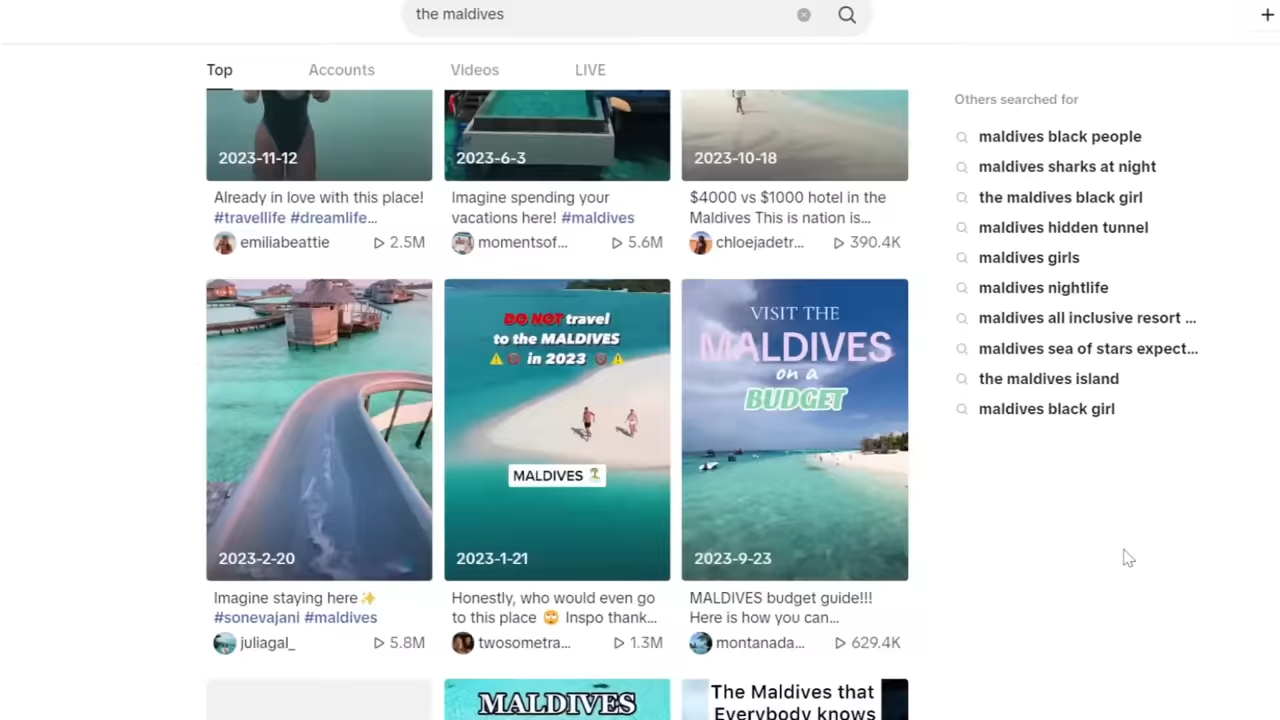 the maldives
Top Accounts Videos LIVE
2023-11-12
Already in love with this place!
#travellife #dreamlife...
emiliabeattie 2.5M
2023-6-3
Imagine spending your
vacations here! #maldives
momentsof... 5.6M
2023-10-18
$4000 vs $1000 hotel in the
Maldives This is nation is...
chloejadetr... 390.4K
2023-2-20
Imagine staying here✨
#sonevajani #maldives
juliagal_ 5.8M
DO NOT travel
to the MALDIVES
⚠️🚫 in 2023 🚫⚠️
MALDIVES 🏝️
2023-1-21
Honestly, who would even go
to this place 🙄 Inspo thank...
twosometra... 1.3M
VISIT THE
MALDIVES
on a
BUDGET
2023-9-23
MALDIVES budget guide!!!
Here is how you can...
montanada... 629.4K
MALDIVES
The Maldives that
Everybody knows
Others searched for
maldives black people
maldives sharks at night
the maldives black girl
maldives hidden tunnel
maldives girls
maldives nightlife
maldives all inclusive resort ...
maldives sea of stars expect...
the maldives island
maldives black girl